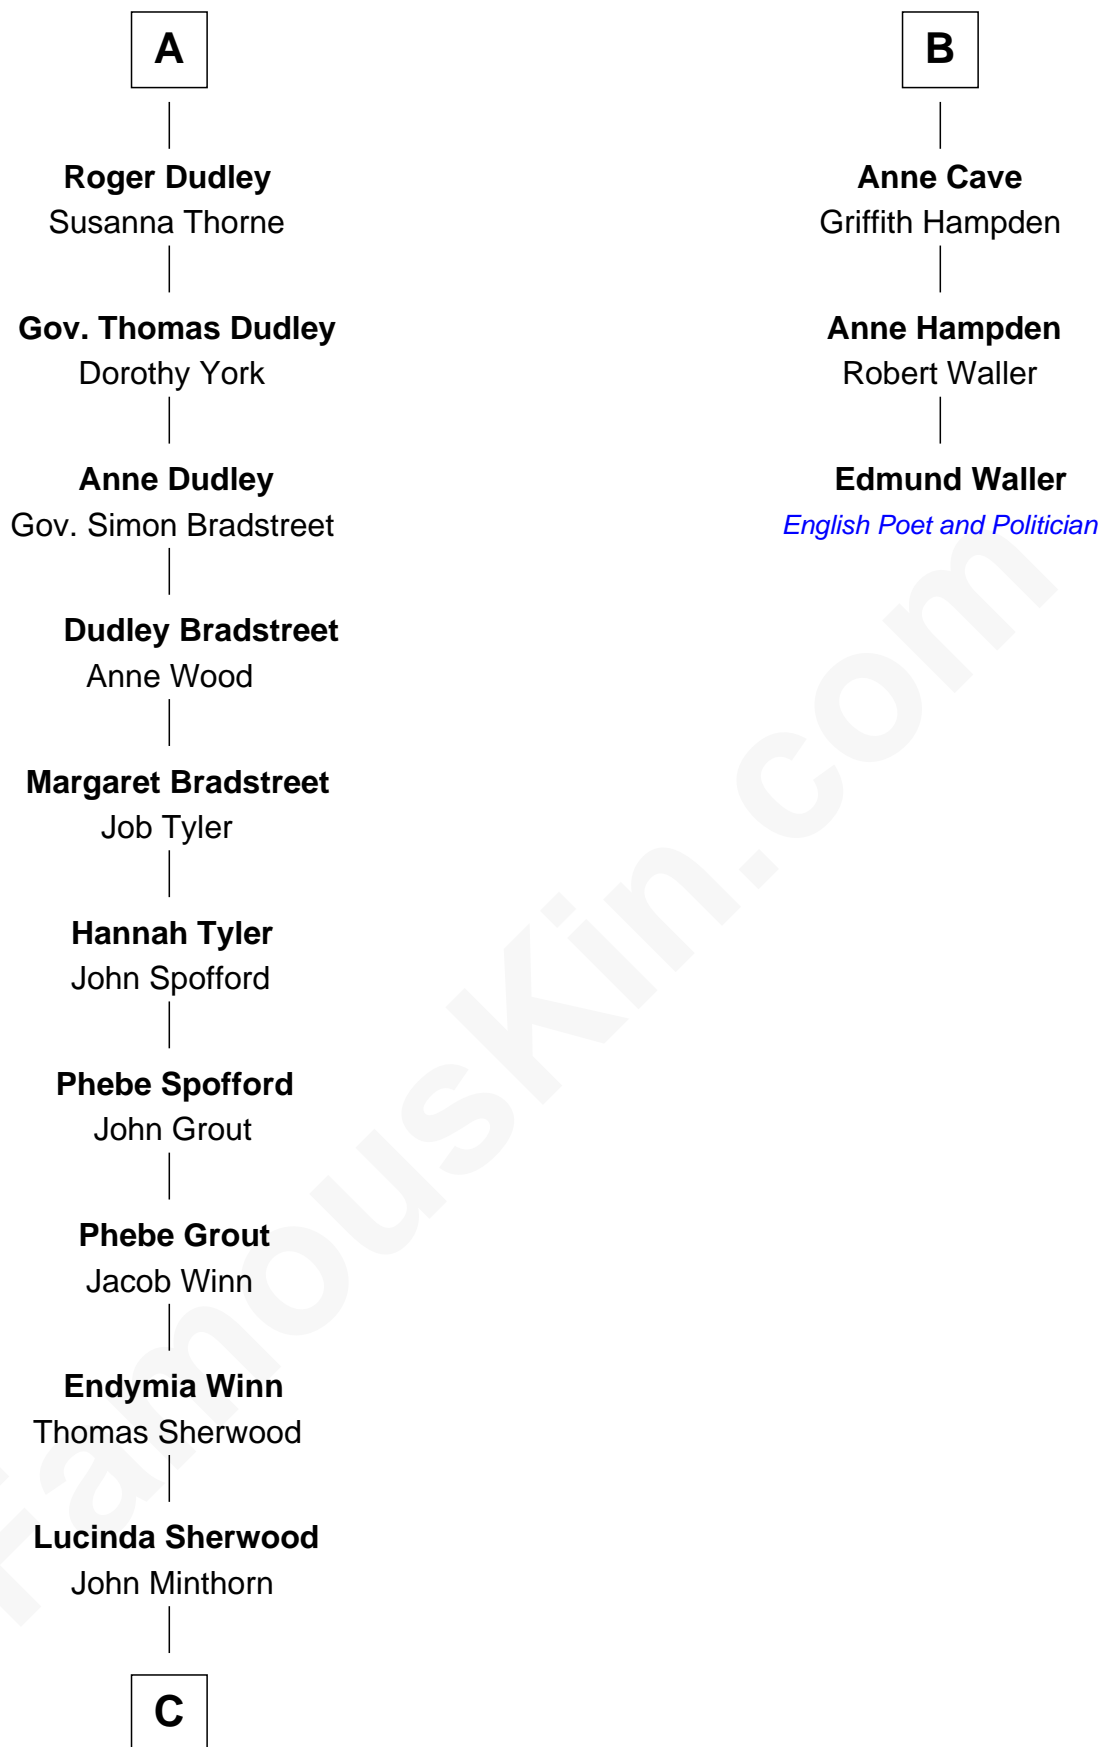 A
Roger Dudley
Susanna Thorne
Gov. Thomas Dudley
Dorothy York
Anne Dudley
Gov. Simon Bradstreet
Dudley Bradstreet
Anne Wood
Margaret Bradstreet
Job Tyler
Hannah Tyler
John Spofford
Phebe Spofford
John Grout
Phebe Grout
Jacob Winn
Endymia Winn
Thomas Sherwood
Lucinda Sherwood
John Minthorn
C
B
Anne Cave
Griffith Hampden
Anne Hampden
Robert Waller
Edmund Waller
English Poet and Politician
FamousKin.com